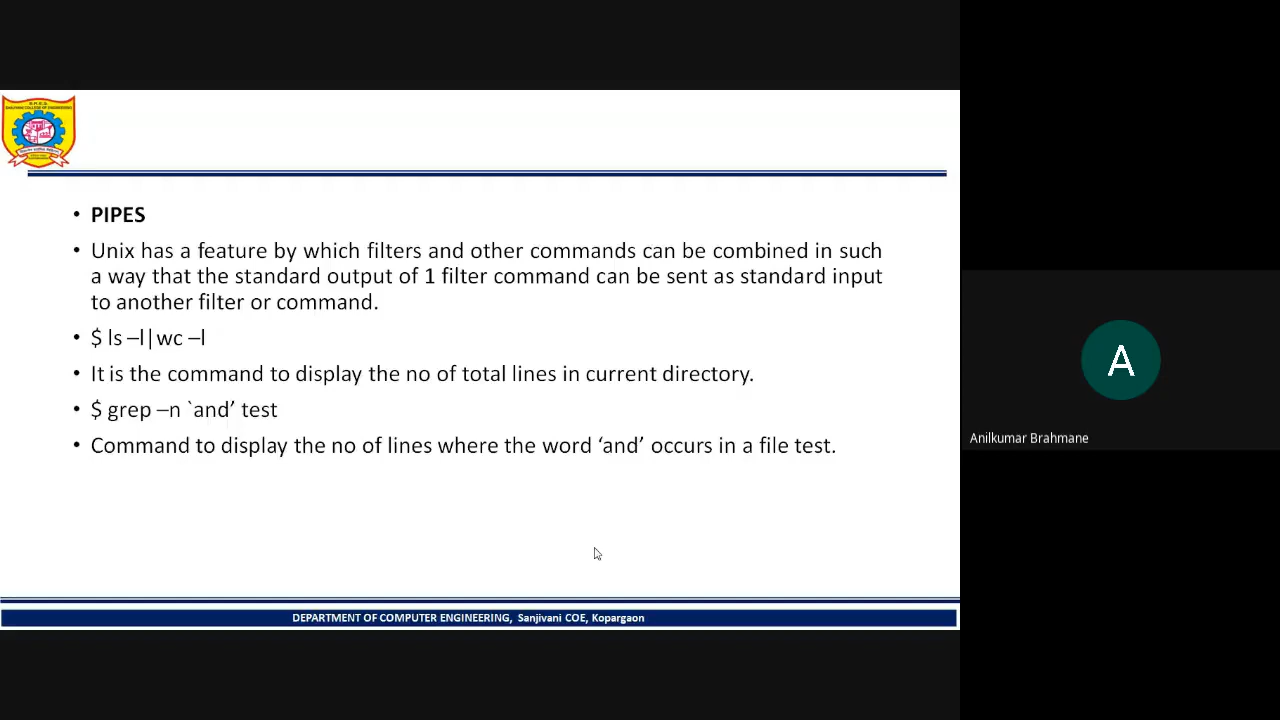 • PIPES
• Unix has a feature by which filters and other commands can be combined in such
a way that the standard output of 1 filter command can be sent as standard input
to another filter or command.
• $ ls –l|wc –l
• It is the command to display the no of total lines in current directory.
• $ grep –n `and’ test
• Command to display the no of lines where the word ‘and’ occurs in a file test.
DEPARTMENT OF COMPUTER ENGINEERING, Sanjivani COE, Kopargaon
A
Anilkumar Brahmane